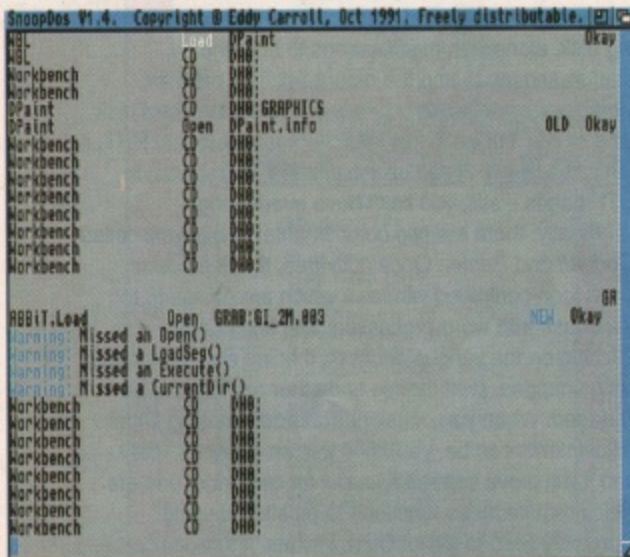 SnoopDos V1.4. Copyright © Eddy Carroll, Oct 1991. Freely distributable.
WBL Load DPaint Okay
WBL CD DH0:
Workbench CD DH0:
Workbench CD DH0:
DPaint CD DH0:GRAPHICS
DPaint Open DPaint.info OLD Okay
Workbench CD DH0:
Workbench CD DH0:
Workbench CD DH0:
Workbench CD DH0:
Workbench CD DH0:
Workbench CD DH0:
Workbench CD DH0:
Workbench CD DH0:
GR
ABBiT.Load Open GRAB:GI_2M.003 NEW Okay
Warning: Missed an Open()
Warning: Missed a LoadSeg()
Warning: Missed an Execute()
Warning: Missed a CurrentDir()
Workbench CD DH0:
Workbench CD DH0:
Workbench CD DH0:
Workbench CD DH0:
Workbench CD DH0:
Workbench CD DH0:
Workbench CD DH0:
Workbench CD DH0: